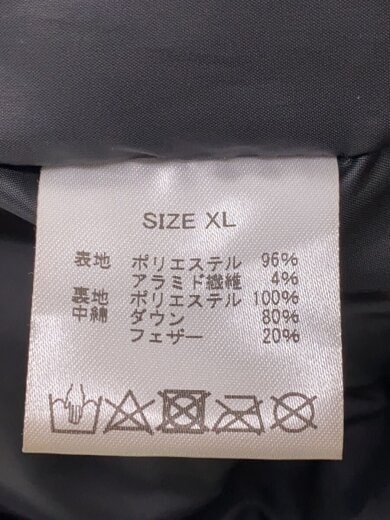 SIZE XL
表地 ポリエステル 96%
アラミド繊維 4%
裏地 ポリエステル 100%
中綿 ダウン 80%
フェザー 20%